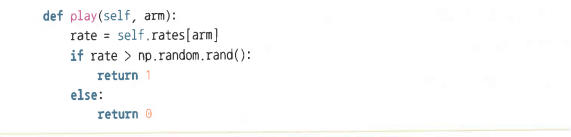 def play(self, arm):
    rate = self.rates[arm]
    if rate > np.random.rand():
        return 1
    else:
        return 0